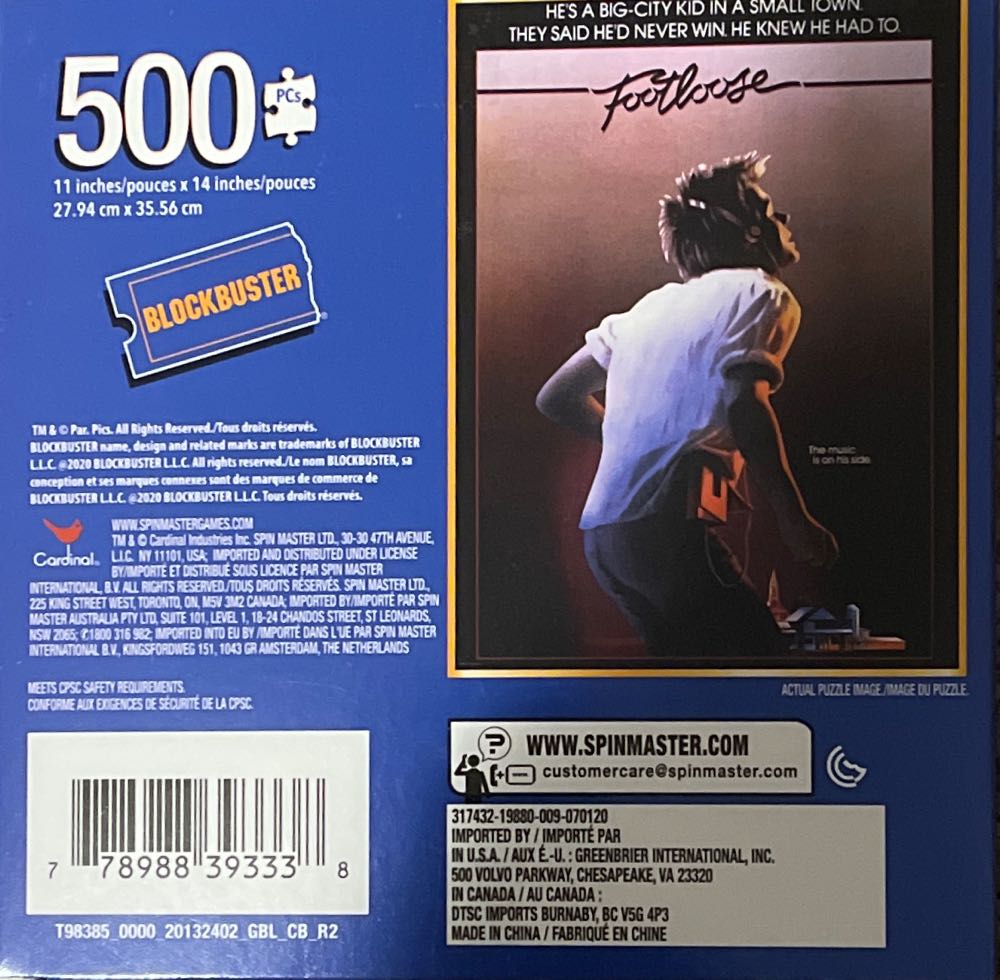 500
PCs
11 inches/pouces x 14 inches/pouces
27.94 cm x 35.56 cm
BLOCKBUSTER
TM & © Par. Pics. All Rights Reserved./Tous droits réservés.
BLOCKBUSTER name, design and related marks are trademarks of BLOCKBUSTER
L.L.C. ©2020 BLOCKBUSTER L.L.C. All rights reserved./Le nom BLOCKBUSTER, sa
conception et ses marques connexes sont des marques de commerce de
BLOCKBUSTER L.L.C. ©2020 BLOCKBUSTER L.L.C. Tous droits réservés.
Cardinal®
WWW.SPINMASTERGAMES.COM
TM & © Cardinal Industries Inc. SPIN MASTER LTD., 30-30 47TH AVENUE,
L.I.C. NY 11101, USA; IMPORTED AND DISTRIBUTED UNDER LICENSE
BY/IMPORTÉ ET DISTRIBUÉ SOUS LICENCE PAR SPIN MASTER
INTERNATIONAL, B.V. ALL RIGHTS RESERVED./TOUS DROITS RÉSERVÉS. SPIN MASTER LTD.,
225 KING STREET WEST, TORONTO, ON, M5V 3M2 CANADA; IMPORTED BY/IMPORTÉ PAR SPIN
MASTER AUSTRALIA PTY LTD, SUITE 101, LEVEL 1, 18-24 CHANDOS STREET, ST LEONARDS,
NSW 2065; ✆1800 316 982; IMPORTED INTO EU BY /IMPORTÉ DANS L'UE PAR SPIN MASTER
INTERNATIONAL B.V., KINGSFORDWEG 151, 1043 GR AMSTERDAM, THE NETHERLANDS
MEETS CPSC SAFETY REQUIREMENTS.
CONFORME AUX EXIGENCES DE SÉCURITÉ DE LA CPSC.
7 78988 39333 8
T98385_0000_20132402_GBL_CB_R2
HE'S A BIG-CITY KID IN A SMALL TOWN.
THEY SAID HE'D NEVER WIN. HE KNEW HE HAD TO.
Footloose
The music
is on his side.
ACTUAL PUZZLE IMAGE./IMAGE DU PUZZLE.
WWW.SPINMASTER.COM
customercare@spinmaster.com
317432-19880-009-070120
IMPORTED BY / IMPORTÉ PAR
IN U.S.A. / AUX É.-U. : GREENBRIER INTERNATIONAL, INC.
500 VOLVO PARKWAY, CHESAPEAKE, VA 23320
IN CANADA / AU CANADA :
DTSC IMPORTS BURNABY, BC V5G 4P3
MADE IN CHINA / FABRIQUÉ EN CHINE